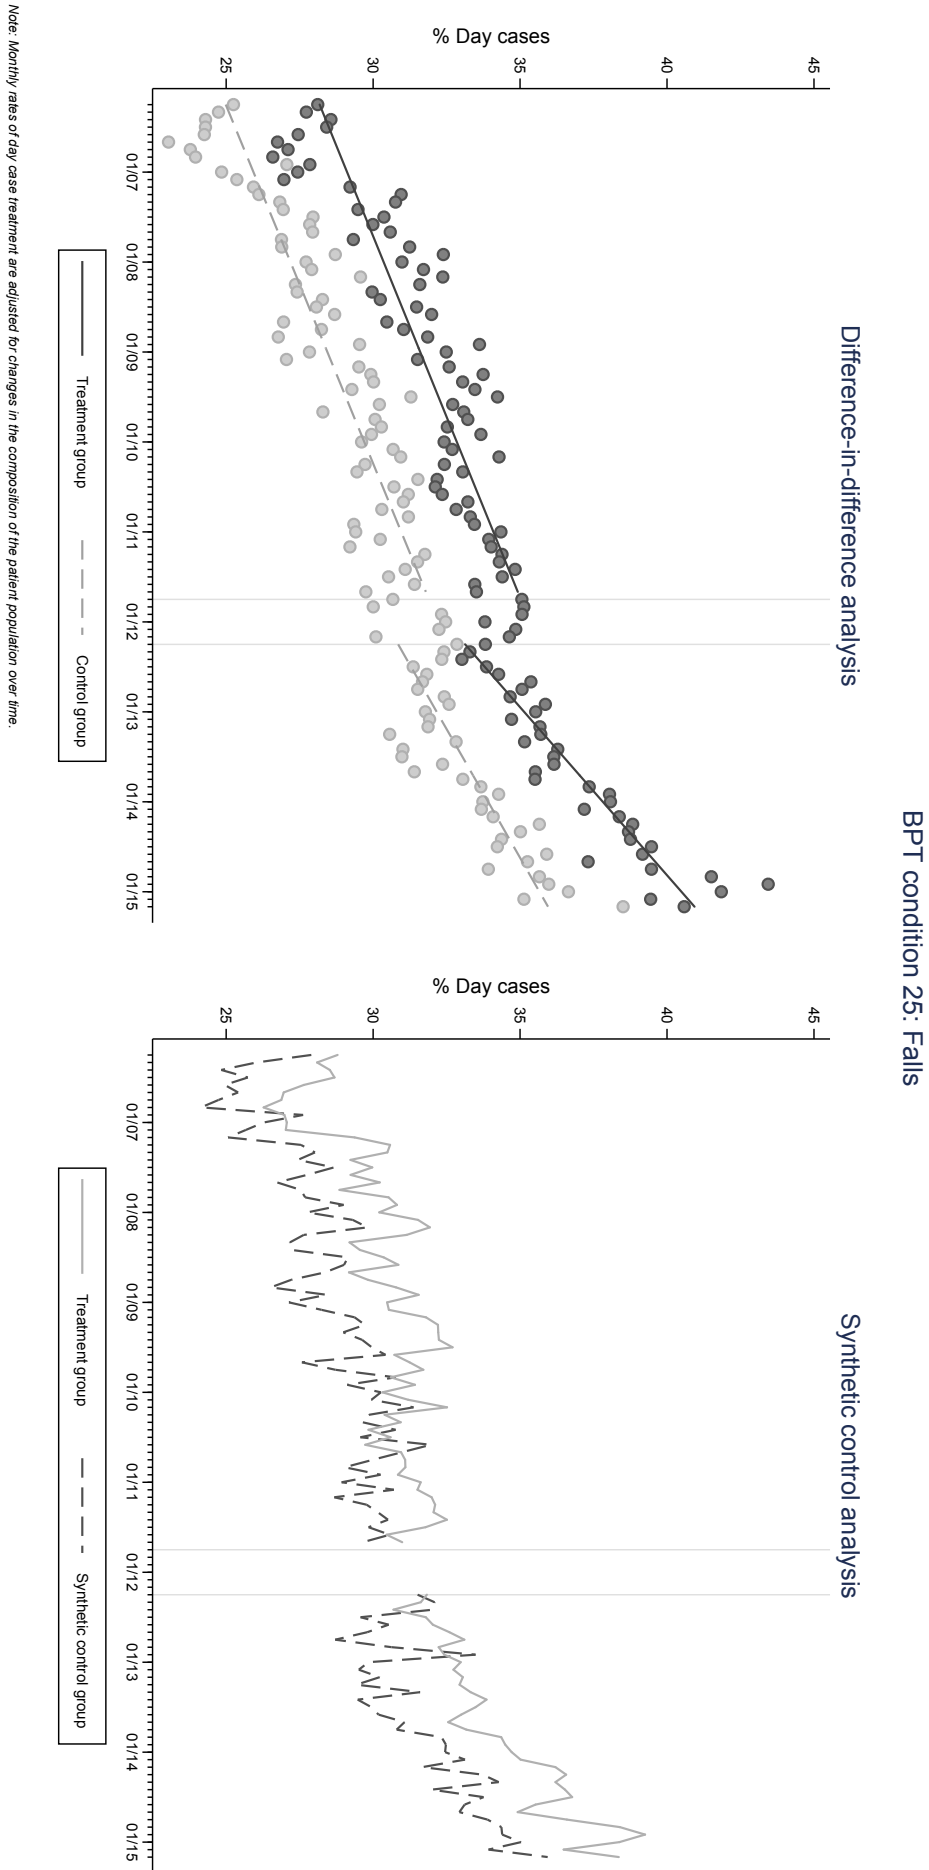 BPT condition 25: Falls
Difference-in-difference analysis
% Day cases
45
40
35
30
25
01/07
01/08
01/09
01/10
01/11
01/12
01/13
01/14
01/15
Treatment group
Control group
Synthetic control analysis
% Day cases
45
40
35
30
25
01/07
01/08
01/09
01/10
01/11
01/12
01/13
01/14
01/15
Treatment group
Synthetic control group
Note: Monthly rates of day case treatment are adjusted for changes in the composition of the patient population over time.